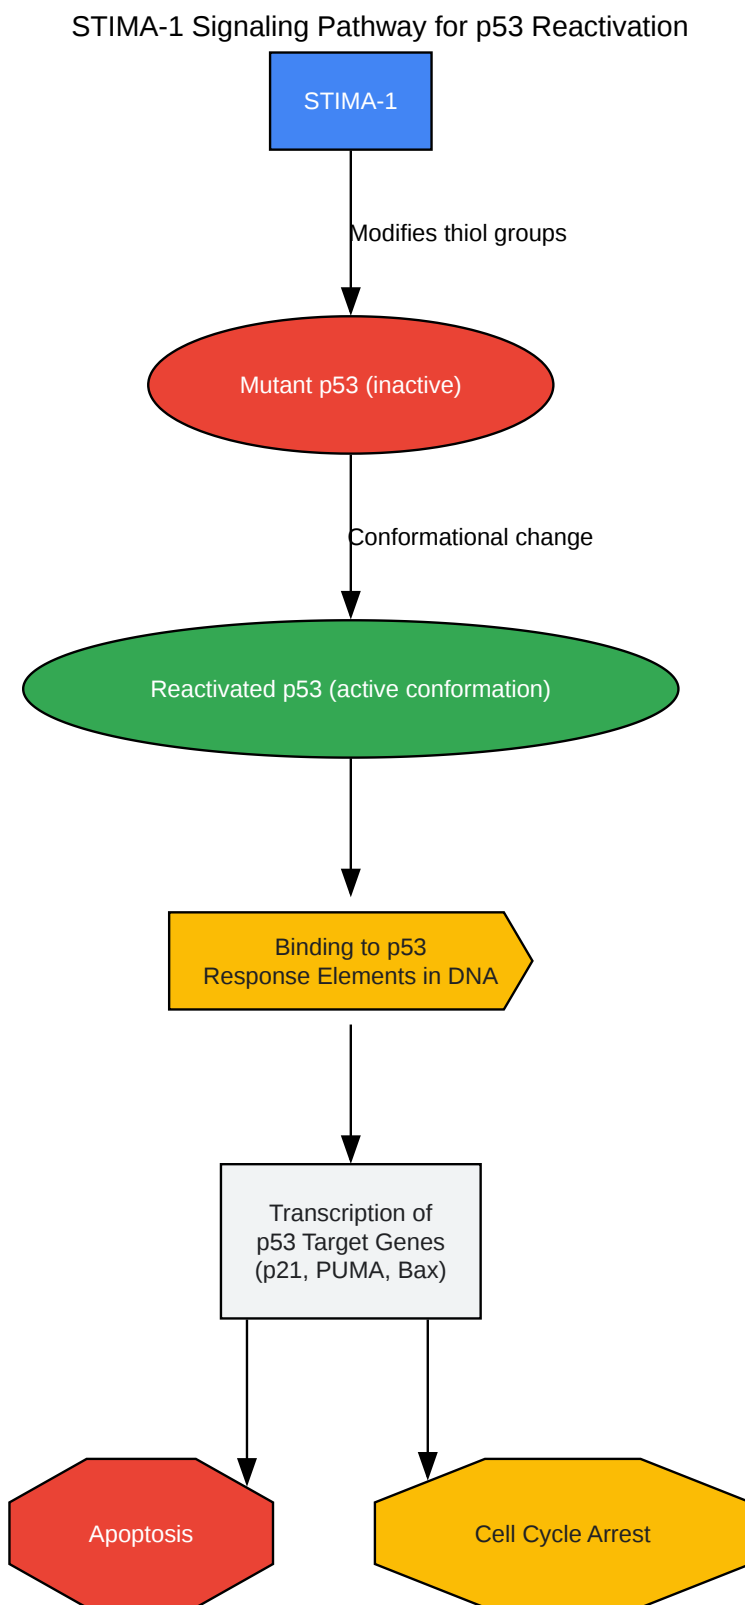 STIMA-1 Signaling Pathway for p53 Reactivation
STIMA-1
Modifies thiol groups
Mutant p53 (inactive)
Conformational change
Reactivated p53 (active conformation)
Binding to p53
Response Elements in DNA
Transcription of
p53 Target Genes
(p21, PUMA, Bax)
Apoptosis
Cell Cycle Arrest